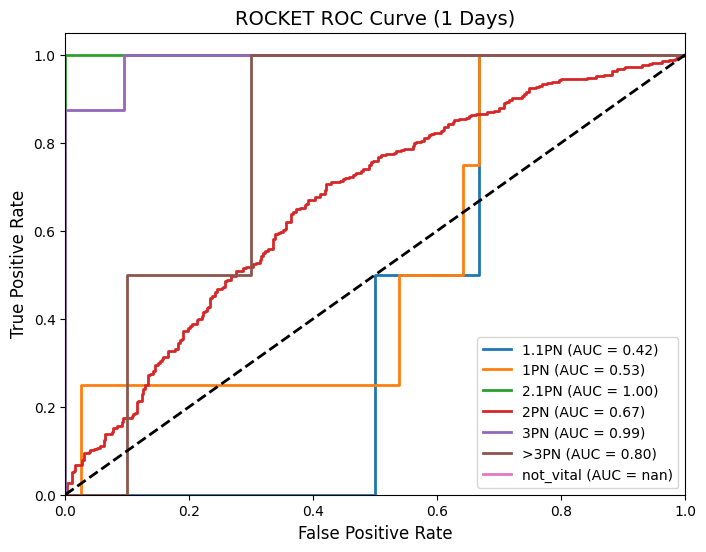 ROCKET ROC Curve (1 Days)
True Positive Rate
1.0
0.8
0.6
0.4
0.2
0.0
1.1PN (AUC = 0.42)
1PN (AUC = 0.53)
2.1PN (AUC = 1.00)
2PN (AUC = 0.67)
3PN (AUC = 0.99)
>3PN (AUC = 0.80)
not_vital (AUC = nan)
0.0 0.2 0.4 0.6 0.8 1.0
False Positive Rate